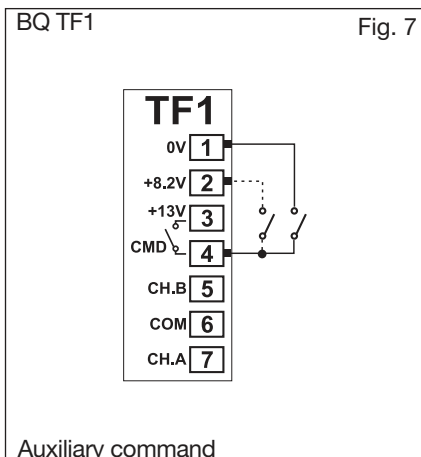 BQ TF1
Fig. 7
TF1
0V 1
+8.2V 2
+13V 3
CMD 4
CH.B 5
COM 6
CH.A 7
Auxiliary command